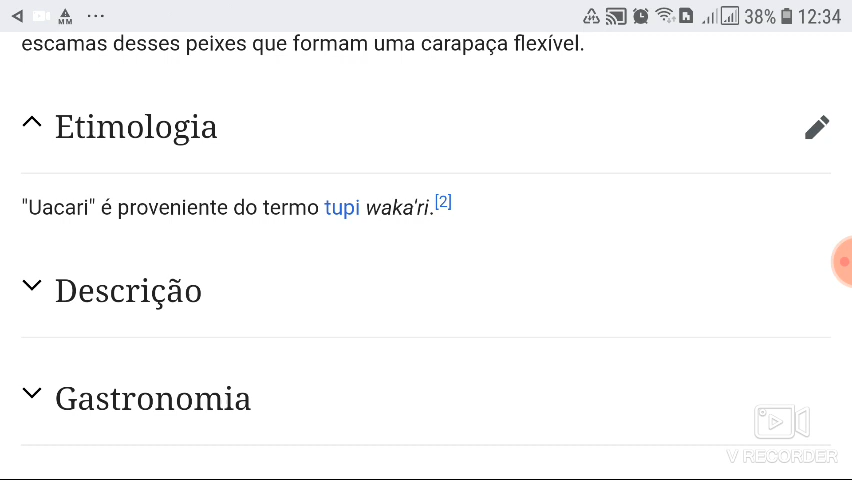 MM ... 38% 12:34
escamas desses peixes que formam uma carapaça flexível.
Etimologia
"Uacari" é proveniente do termo tupi waka'ri.[2]
Descrição
Gastronomia
V RECORDER